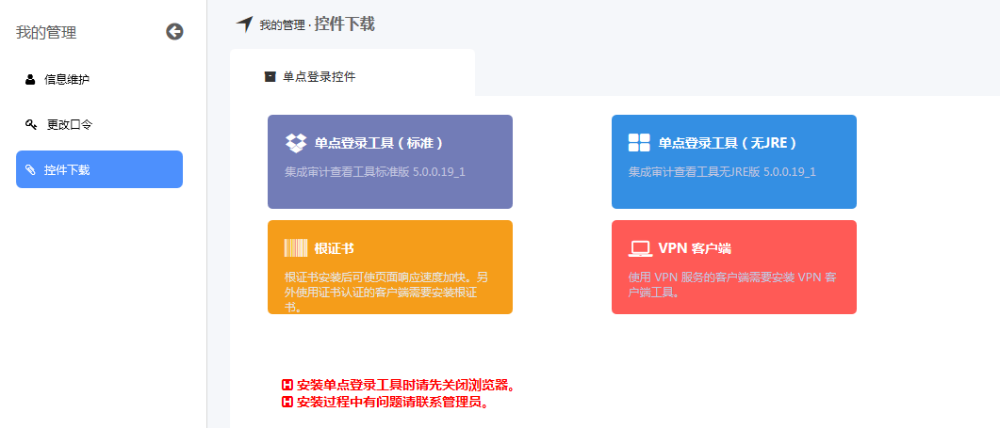 我的管理
信息维护
更改口令
控件下载
我的管理 · 控件下载
单点登录控件
单点登录工具（标准）
集成审计查看工具标准版 5.0.0.19_1
单点登录工具（无JRE）
集成审计查看工具无JRE版 5.0.0.19_1
根证书
根证书安装后可使页面响应速度加快。另
外使用证书认证的客户端需要安装根证
书。
VPN 客户端
使用 VPN 服务的客户端需要安装 VPN 客
户端工具。
安装单点登录工具时请先关闭浏览器。
安装过程中有问题请联系管理员。